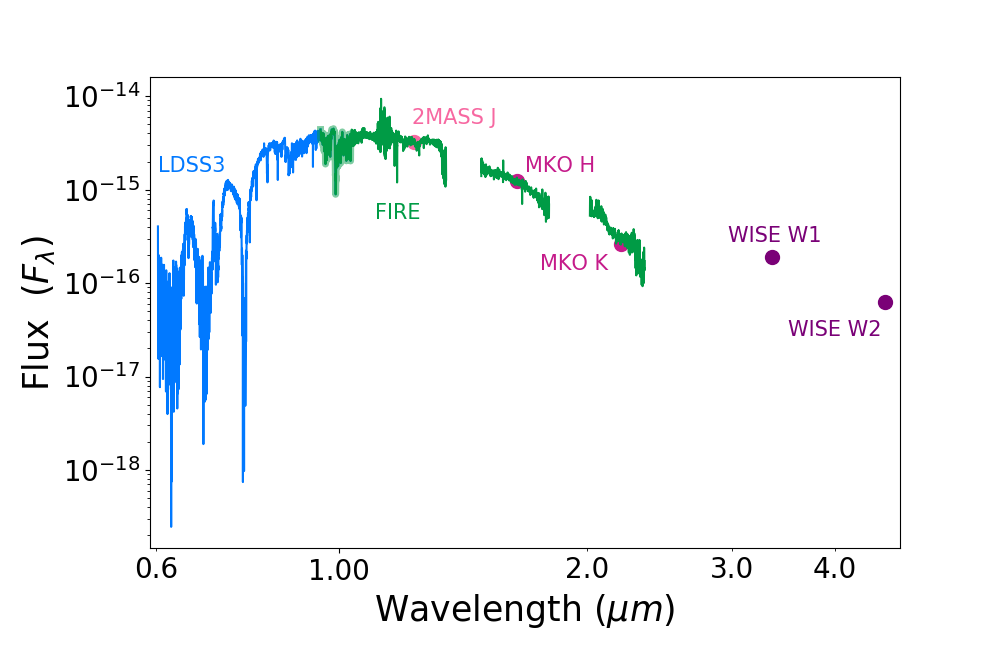 10⁻¹⁴
2MASS J
LDSS3
MKO H
10⁻¹⁵
FIRE
WISE W1
MKO K
10⁻¹⁶
WISE W2
10⁻¹⁷
10⁻¹⁸
Flux (F_λ)
0.6 1.00 2.0 3.0 4.0
Wavelength (μm)